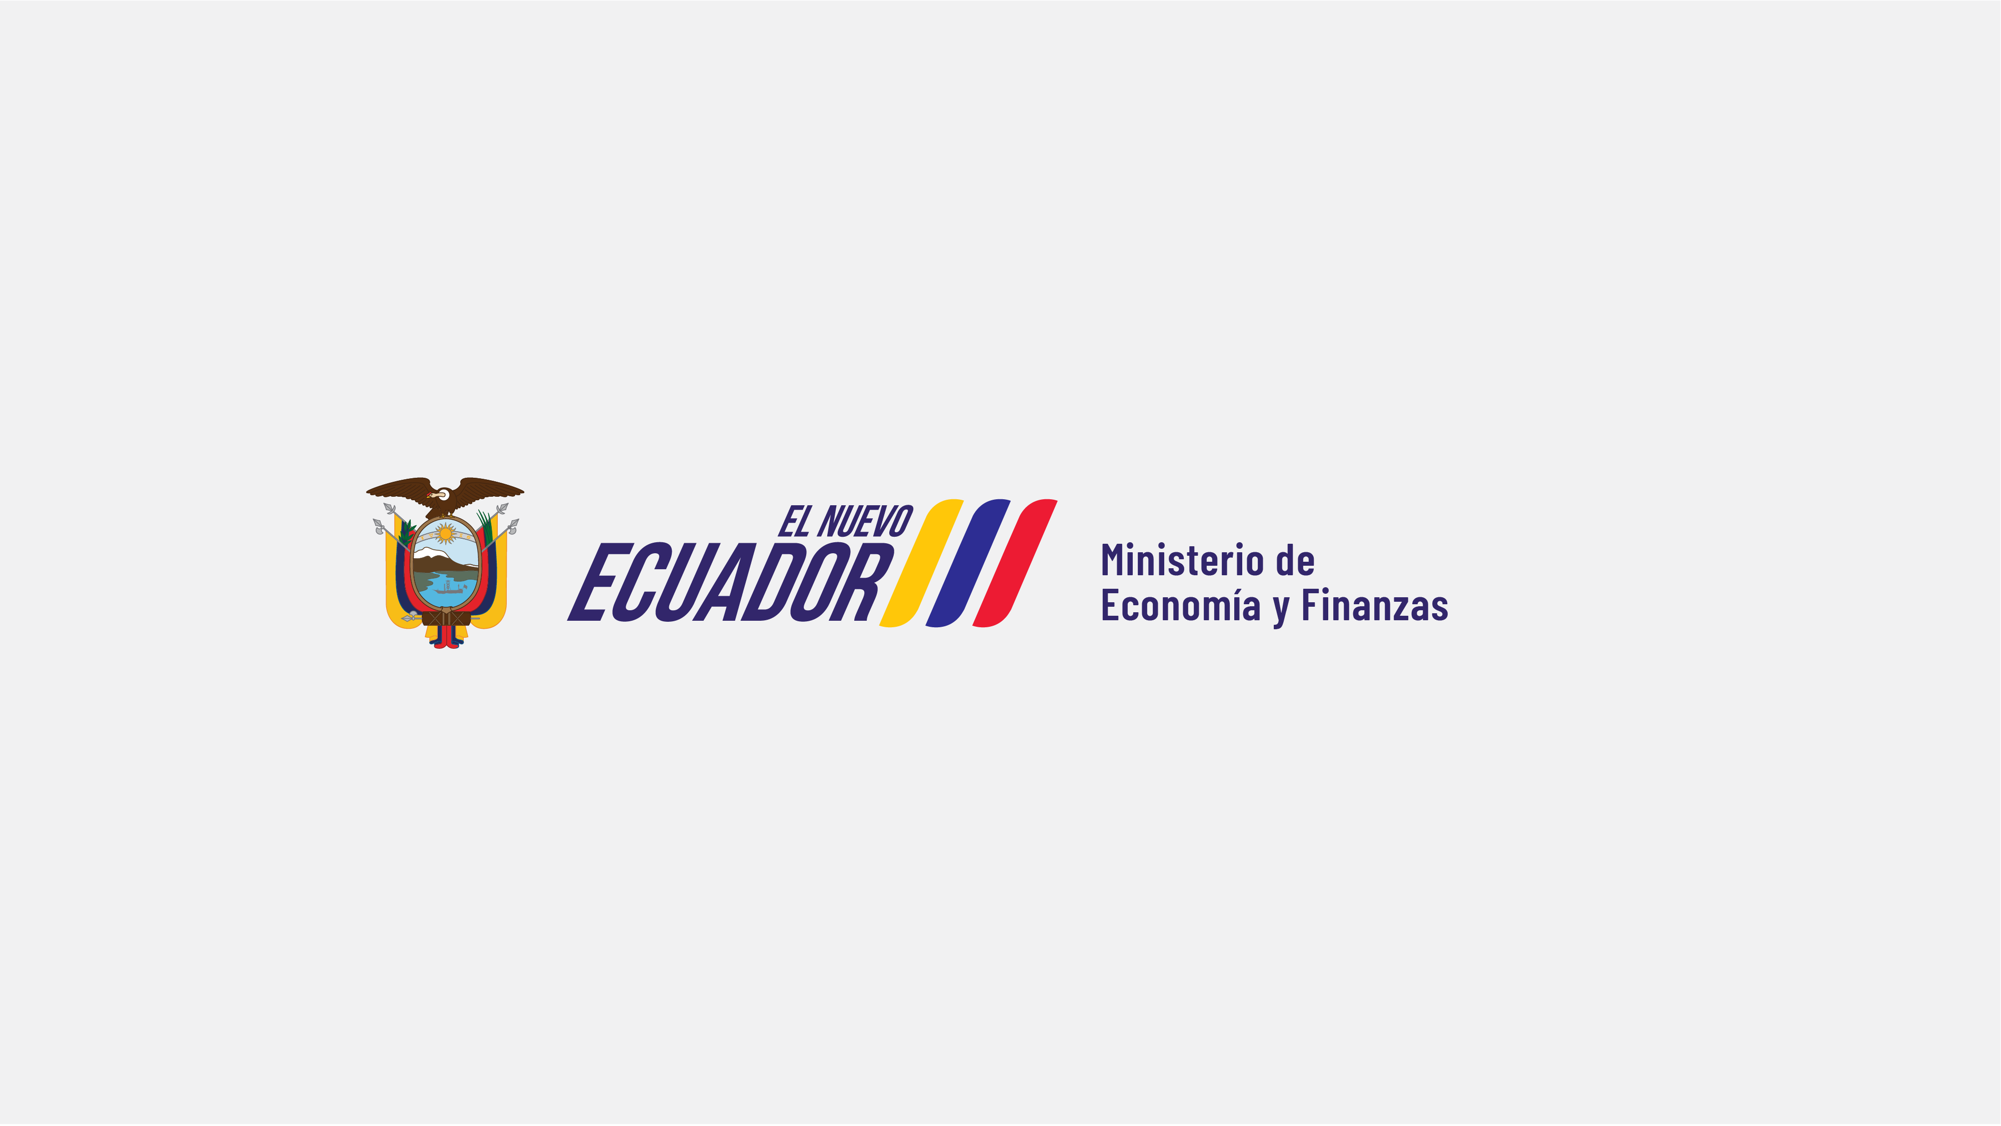 EL NUEVO
ECUADOR
Ministerio de
Economía y Finanzas